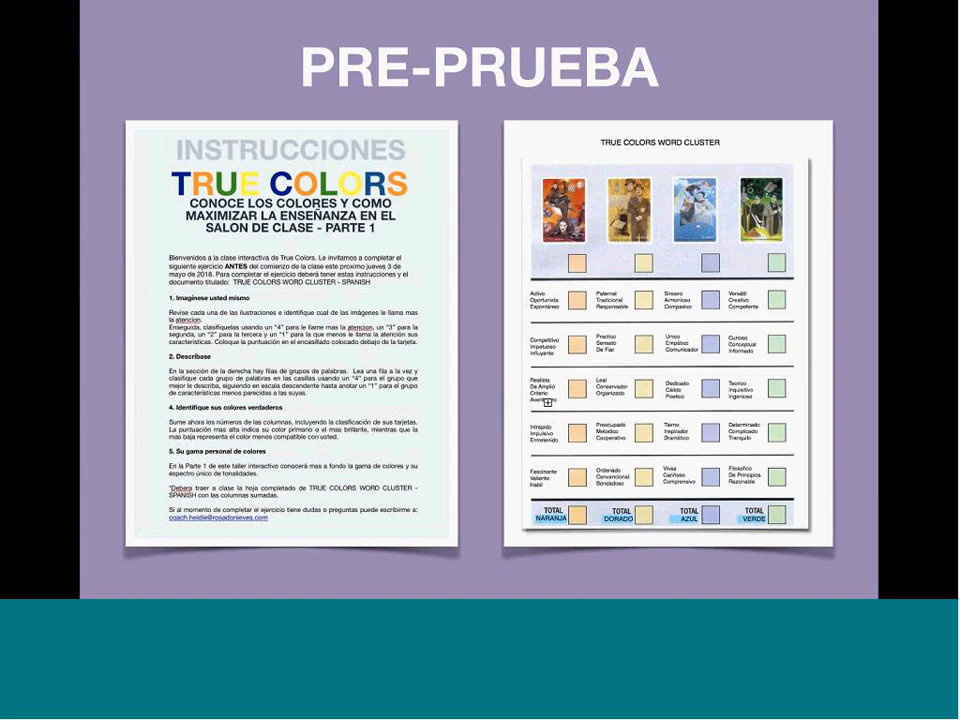 PRE-PRUEBA
INSTRUCCIONES
TRUE COLORS
CONOCE LOS COLORES Y COMO
MAXIMIZAR LA ENSEÑANZA EN EL
SALON DE CLASE - PARTE 1
Bienvenidos a la clase interactiva de True Colors. Le invitamos a completar el
siguiente ejercicio ANTES del comienzo de la clase este proximo jueves 3 de
mayo de 2018. Para completar el ejercicio deberá tener estas instrucciones y el
documento titulado: TRUE COLORS WORD CLUSTER - SPANISH
1. Imagínese usted mismo
Revise cada una de las ilustraciones e identifique cual de las imágenes le llama mas
la atencion.
Enseguida, clasifíquelas usando un "4" para le llame mas la atencion, un "3" para la
segunda, un "2" para la tercera y un "1" para la que menos le llama la atención sus
características. Coloque la puntuación en el encasillado colocado debajo de la tarjeta.
2. Descríbase
En la sección de la derecha hay filas de grupos de palabras. Lea una fila a la vez y
clasifique cada grupo de palabras en las casillas usando un "4" para el grupo que
mejor le describa, siguiendo en escala descendente hasta anotar un "1" para el grupo
de características menos parecidas a las suyas.
4. Identifique sus colores verdaderos
Sume ahora los números de las columnas, incluyendo la clasificación de sus tarjetas.
La puntuación mas alta indica su color primario o el mas brillante, mientras que la
mas baja representa el color menos compatible con usted.
5. Su gama personal de colores
En la Parte 1 de este taller interactivo conocerá mas a fondo la gama de colores y su
espectro único de tonalidades.
*Debera traer a clase la hoja completado de TRUE COLORS WORD CLUSTER -
SPANISH con las columnas sumadas.
Si al momento de completar el ejercicio tiene dudas o preguntas puede escribirme a:
coach.heidie@rosadonieves.com
TRUE COLORS WORD CLUSTER
Activo
Oportunista
Espontáneo
Paternal
Tradicional
Responsable
Sincero
Armonioso
Compasivo
Versátil
Creativo
Competente
Competitivo
Impetuoso
Influyente
Practico
Sensato
De Fiar
Unico
Empático
Comunicador
Curioso
Conceptual
Informado
Realista
De Amplio
Criterio
Leal
Conservador
Organizado
Dedicado
Cálido
Poetico
Teorico
Inquisitivo
Ingenioso
Intrepido
Impulsivo
Entretenido
Preocupado
Metodico
Cooperativo
Tierno
Inspirador
Dramático
Determinado
Complicado
Tranquilo
Fascinante
Valiente
Habil
Ordenado
Convencional
Bondadoso
Vivaz
Cariñoso
Comprensivo
Filosofico
De Principios
Razonable
TOTAL
NARANJA
TOTAL
DORADO
TOTAL
AZUL
TOTAL
VERDE